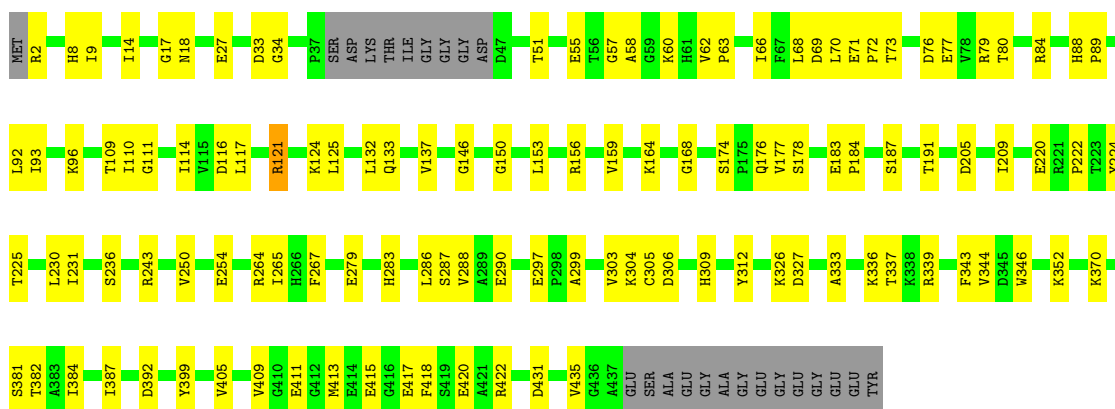 MET R2 H8 I9 I14 G17 N18 E27 D33 G34 P37 SER ASP LYS THR ILE GLY GLY GLY ASP D47 T51 E55 T56 G57 A58 G59 K60 H61 V62 P63 I66 F67 L68 D69 L70 E71 P72 T73 D76 E77 V78 R79 T80 R84 H88 P89
L92 I93 K96 T109 I110 G111 I114 V115 D116 L117 R121 K124 L125 L132 Q133 V137 G146 G150 L153 R156 V159 K164 G168 S174 P175 Q176 V177 S178 E183 P184 S187 T191 D205 I209 E220 R221 P222 T223 Y224
T225 L230 I231 S236 R243 V250 E254 R264 I265 H266 F267 E279 H283 L286 S287 V288 A289 E290 E297 P298 A299 V303 K304 C305 D306 H309 Y312 K326 D327 A333 K336 T337 K338 R339 F343 V344 D345 W346 K352 K370
S381 T382 A383 I384 I387 D392 Y399 V405 V409 G410 E411 G412 M413 E414 E415 G416 E417 F418 S419 E420 A421 R422 D431 V435 G436 A437 GLU SER ALA GLU GLY ALA GLY GLU GLY GLU GLY GLU GLU TYR